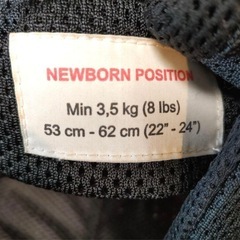 NEWBORN POSITION
Min 3,5 kg (8 lbs)
53 cm - 62 cm (22” - 24”)